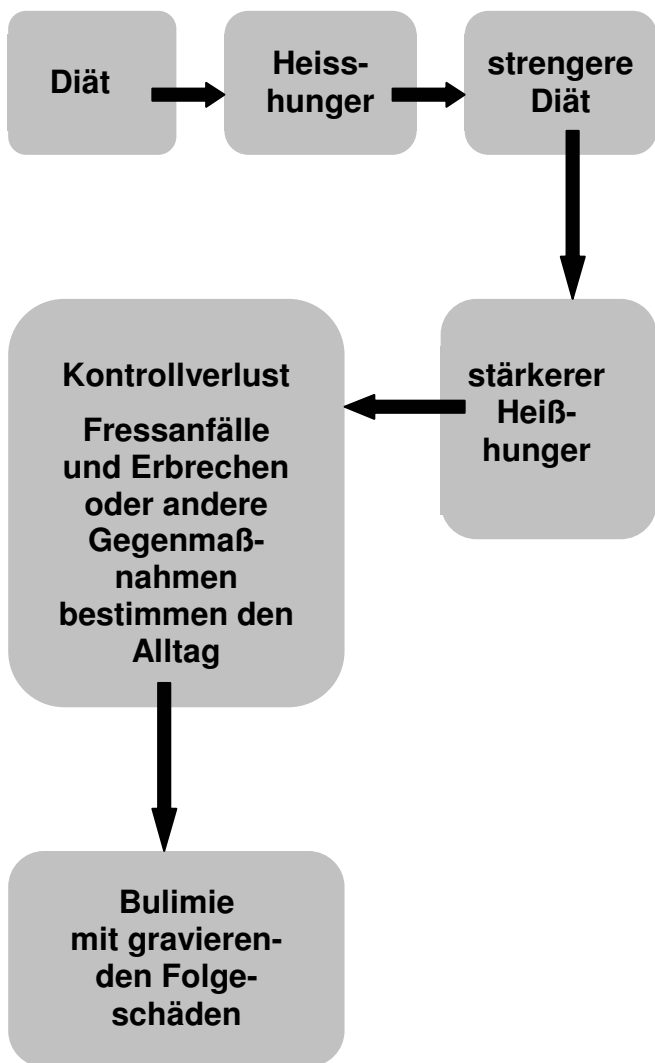 Diät
Heiss-
hunger
strengere
Diät
stärkerer
Heiß-
hunger
Kontrollverlust
Fressanfälle
und Erbrechen
oder andere
Gegenmaß-
nahmen
bestimmen den
Alltag
Bulimie
mit gravieren-
den Folge-
schäden